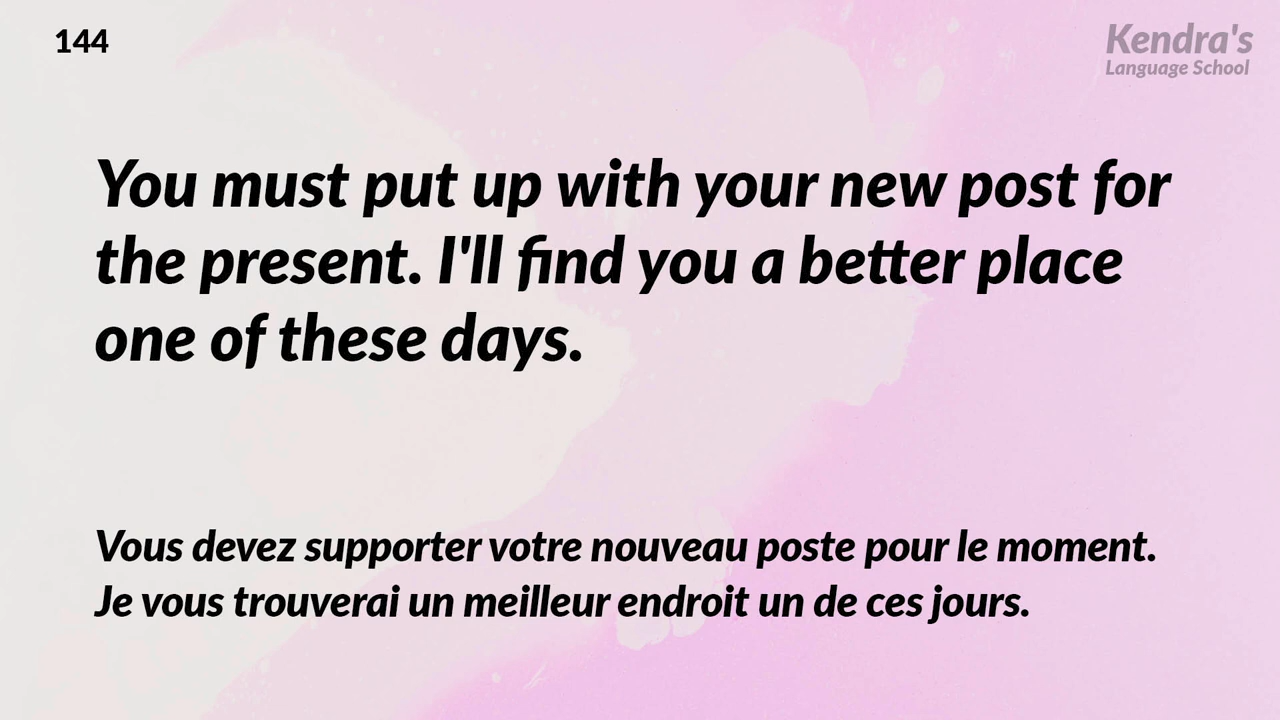 144
Kendra's
Language School
You must put up with your new post for
the present. I'll find you a better place
one of these days.
Vous devez supporter votre nouveau poste pour le moment.
Je vous trouverai un meilleur endroit un de ces jours.